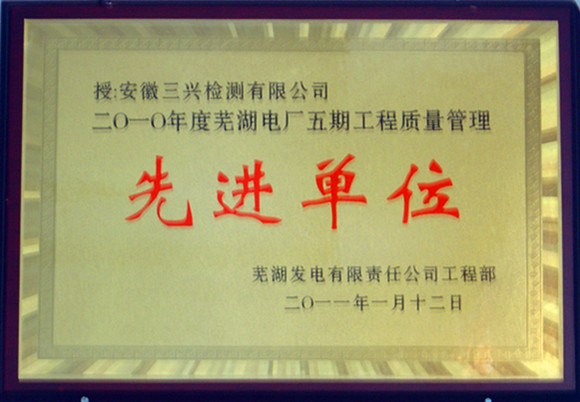 授:安徽三兴检测有限公司
二O一O年度芜湖电厂五期工程质量管理
先进单位
芜湖发电有限责任公司工程部
二O一一年一月十二日